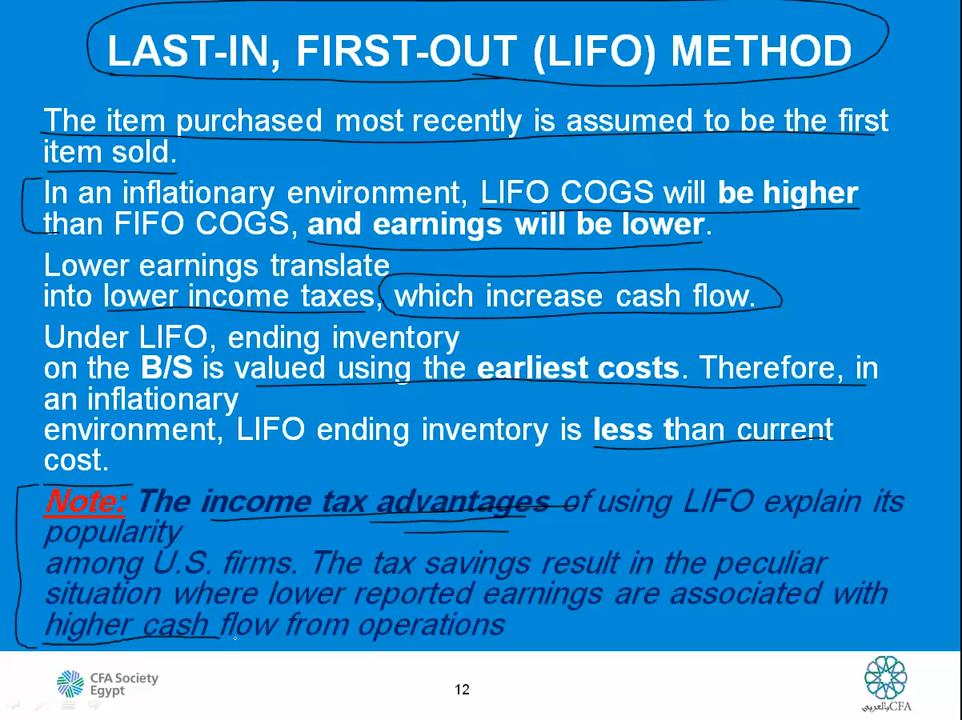 LAST-IN, FIRST-OUT (LIFO) METHOD
The item purchased most recently is assumed to be the first
item sold.
In an inflationary environment, LIFO COGS will be higher
than FIFO COGS, and earnings will be lower.
Lower earnings translate
into lower income taxes, which increase cash flow.
Under LIFO, ending inventory
on the B/S is valued using the earliest costs. Therefore, in
an inflationary
environment, LIFO ending inventory is less than current
cost.
Note: The income tax advantages of using LIFO explain its
popularity
among U.S. firms. The tax savings result in the peculiar
situation where lower reported earnings are associated with
higher cash flow from operations
CFA Society
Egypt
12
CFA بالعربي